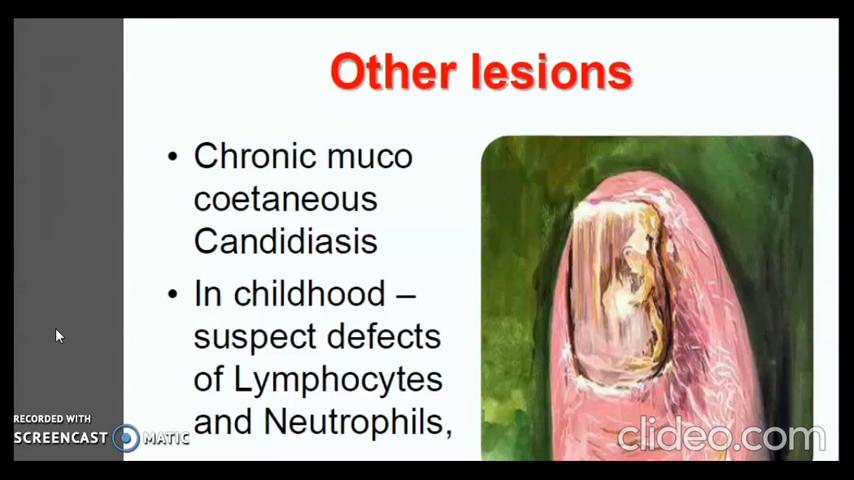 Other lesions
• Chronic muco
coetaneous
Candidiasis
• In childhood –
suspect defects
of Lymphocytes
and Neutrophils,
RECORDED WITH
SCREENCAST MATIC
clideo.com